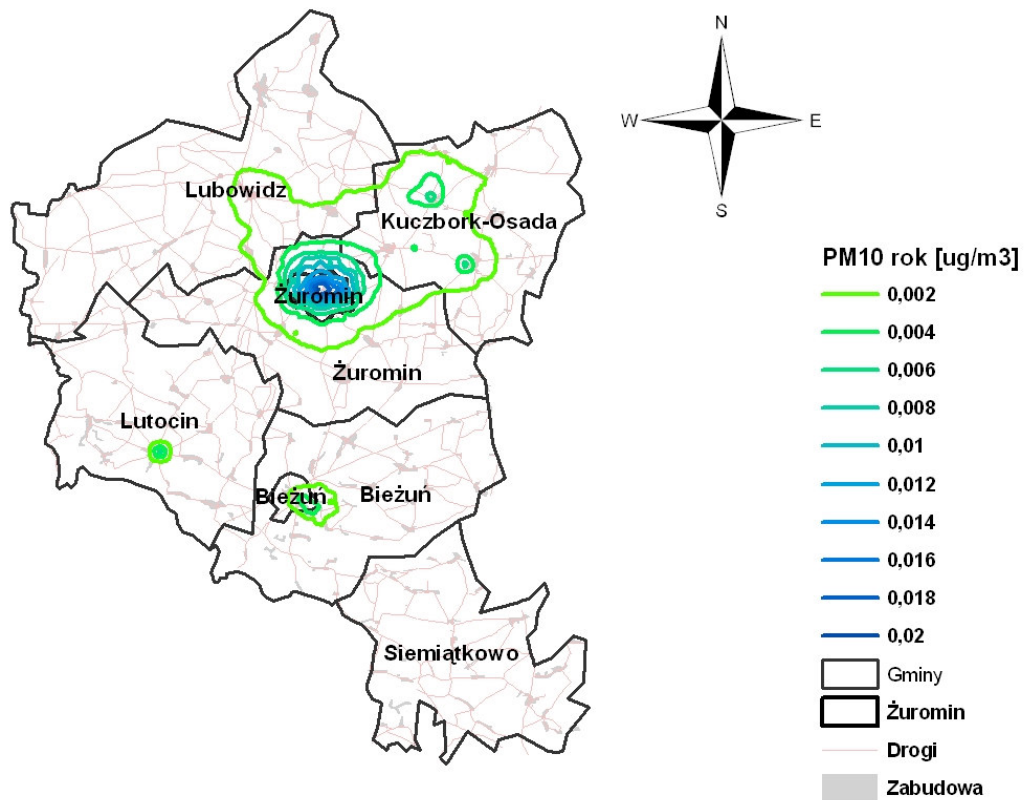 N
W
E
S
Lubowidz
Kuczbork-Osada
Żuromin
Żuromin
Lutocin
Bieżuń
Bieżuń
Siemiątkowo
PM10 rok [ug/m3]
0,002
0,004
0,006
0,008
0,01
0,012
0,014
0,016
0,018
0,02
Gminy
Żuromin
Drogi
Zabudowa